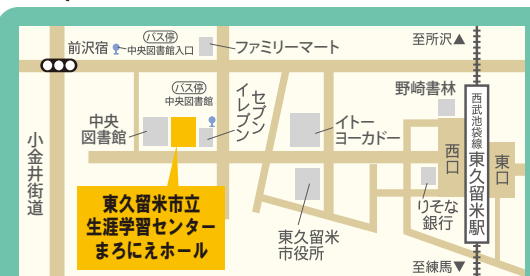 バス停
前沢宿
中央図書館入口
ファミリーマート
至所沢▲
バス停
中央図書館
セブン
イレブン
野崎書林
中央
図書館
イトー
ヨーカドー
西武池袋線
東久留米駅
西口
東口
小金井街道
東久留米市立
生涯学習センター
まろにえホール
りそな
銀行
東久留米
市役所
至練馬▼